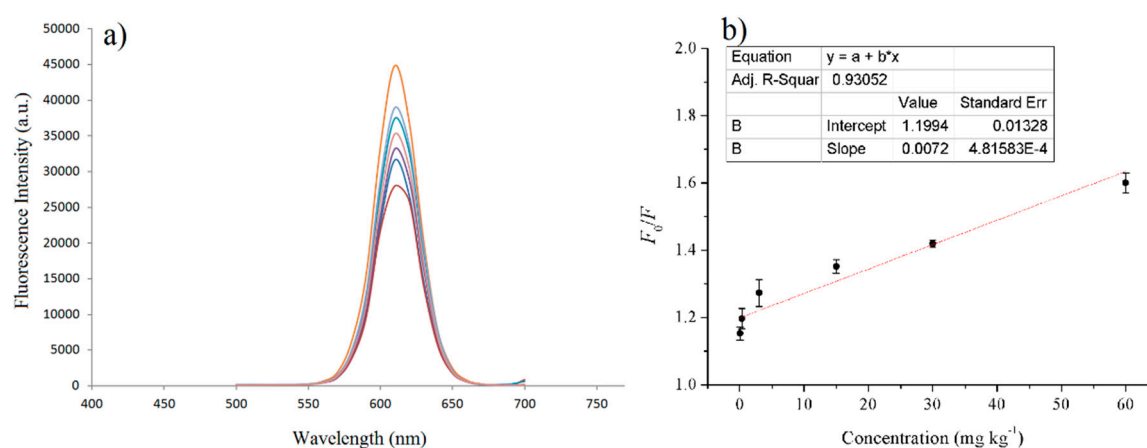 a)
50000
45000
40000
35000
30000
25000
20000
15000
10000
5000
0
Fluorescence Intensity (a.u.)
400 450 500 550 600 650 700 750
Wavelength (nm)
b)
2.0
1.8
1.6
1.4
1.2
1.0
F0/F
Equation y = a + b*x
Adj. R-Squar 0.93052
Value Standard Err
B Intercept 1.1994 0.01328
B Slope 0.0072 4.81583E-4
0 10 20 30 40 50 60
Concentration (mg kg-1)